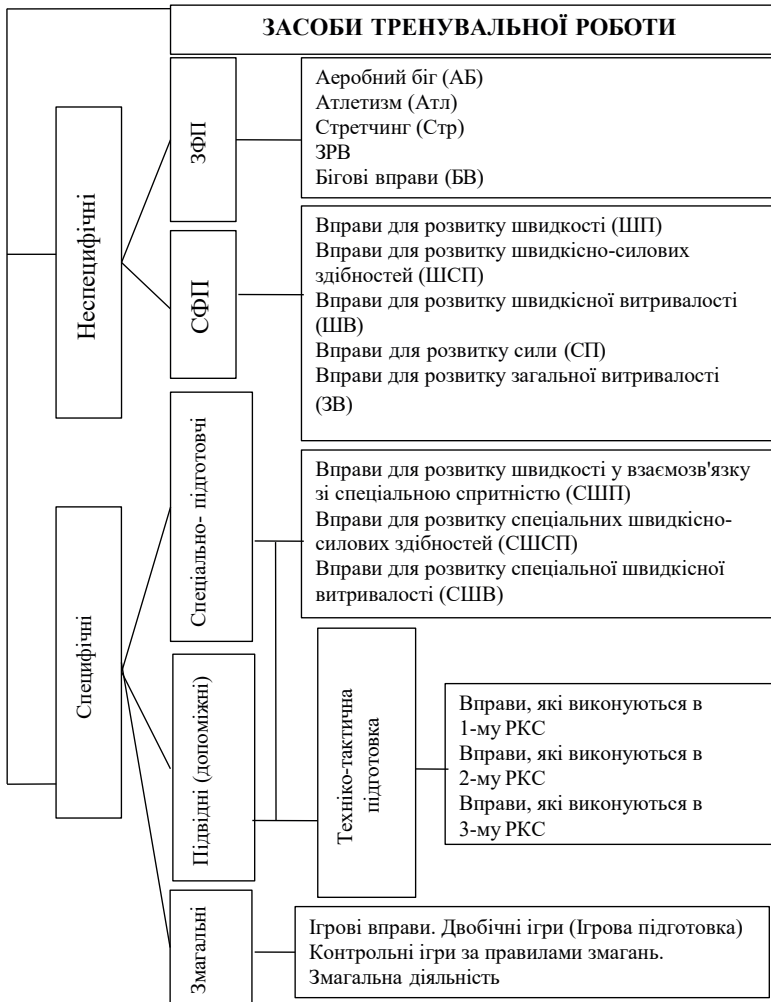 ЗАСОБИ ТРЕНУВАЛЬНОЇ РОБОТИ
Неспецифічні
ЗФП
Аеробний біг (АБ)
Атлетизм (Атл)
Стретчинг (Стр)
ЗРВ
Бігові вправи (БВ)
СФП
Вправи для розвитку швидкості (ШП)
Вправи для розвитку швидкісно-силових
здібностей (ШСП)
Вправи для розвитку швидкісної витривалості
(ШВ)
Вправи для розвитку сили (СП)
Вправи для розвитку загальної витривалості
(ЗВ)
Специфічні
Спеціально- підготовчі
Вправи для розвитку швидкості у взаємозв'язку
зі спеціальною спритністю (СШП)
Вправи для розвитку спеціальних швидкісно-
силових здібностей (СШСП)
Вправи для розвитку спеціальної швидкісної
витривалості (СШВ)
Підвідні (допоміжні)
Техніко-тактична
підготовка
Вправи, які виконуються в
1-му РКС
Вправи, які виконуються в
2-му РКС
Вправи, які виконуються в
3-му РКС
Змагальні
Ігрові вправи. Двобічні ігри (Ігрова підготовка)
Контрольні ігри за правилами змагань.
Змагальна діяльність